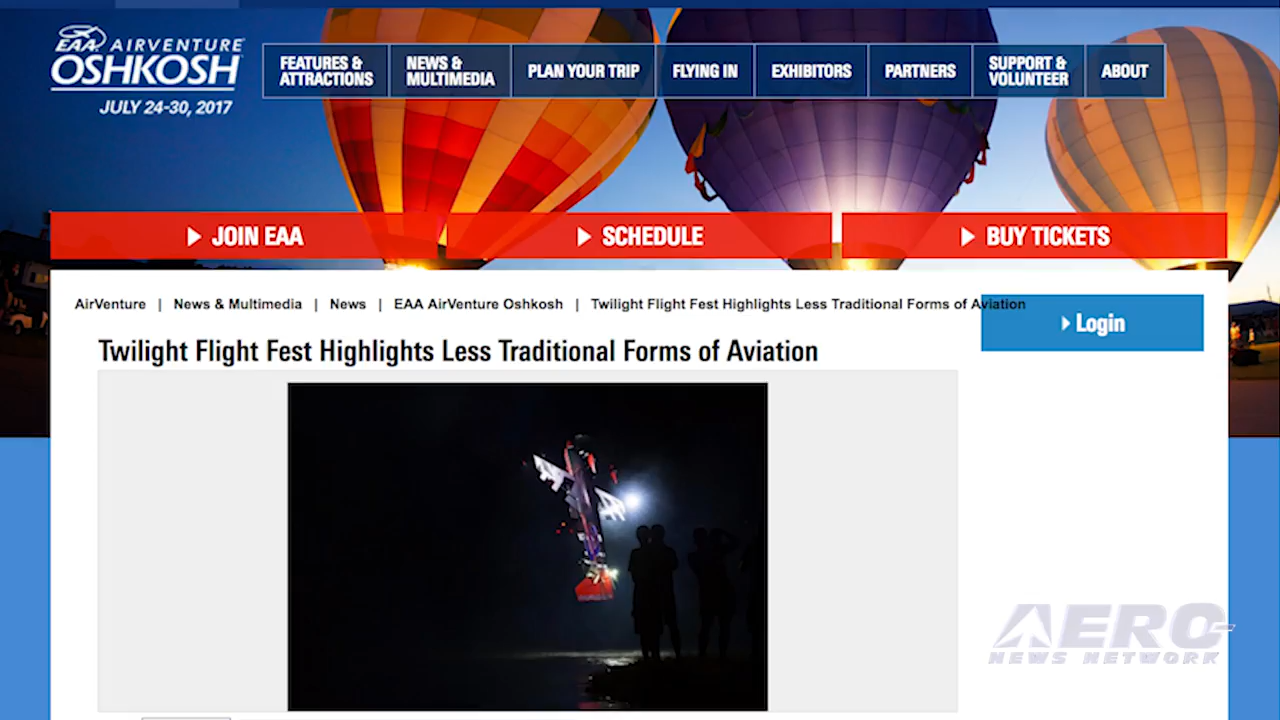 EAA AIRVENTURE
OSHKOSH
JULY 24-30, 2017
FEATURES &
ATTRACTIONS
NEWS &
MULTIMEDIA
PLAN YOUR TRIP
FLYING IN
EXHIBITORS
PARTNERS
SUPPORT &
VOLUNTEER
ABOUT
JOIN EAA
SCHEDULE
BUY TICKETS
AirVenture | News & Multimedia | News | EAA AirVenture Oshkosh | Twilight Flight Fest Highlights Less Traditional Forms of Aviation
Login
Twilight Flight Fest Highlights Less Traditional Forms of Aviation
AERO
NEWS NETWORK